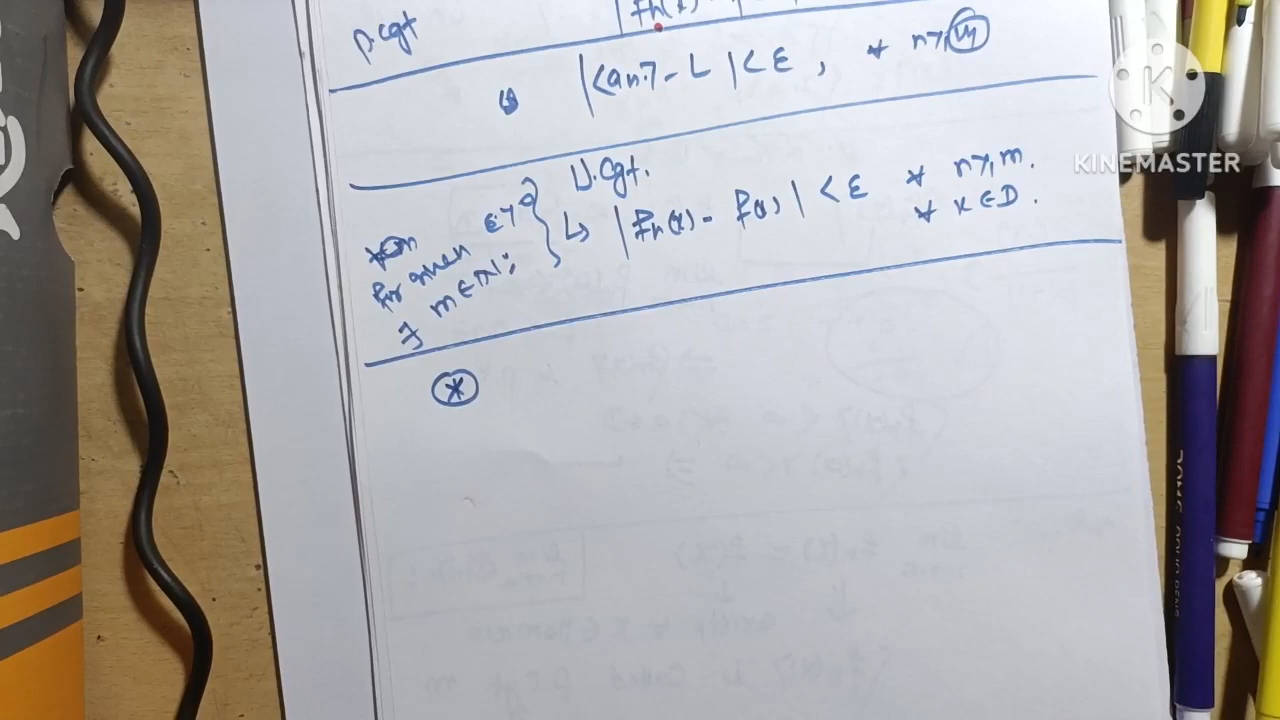 p.cgt
|<an> - L| < ε, ∀ n≥m
U.Cgt.
for given ε>0
∃ m∈ℕ:
↳ |fn(x) - f(x)| < ε ∀ n≥m.
∀ x∈D.
*
KINEMASTER